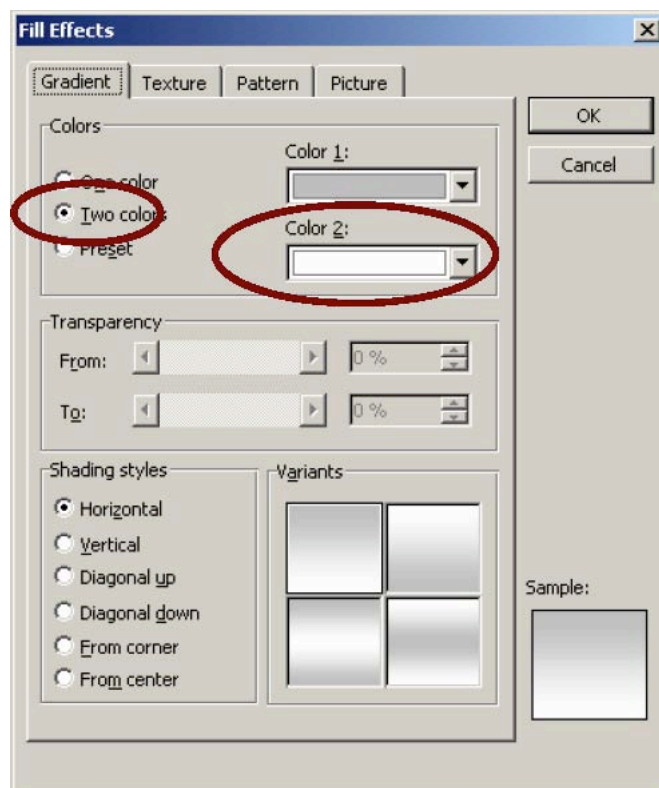 Fill Effects
Gradient Texture Pattern Picture
OK
Cancel
Colors
One color
Two colors
Preset
Color 1:
Color 2:
Transparency
From: 0 %
To: 0 %
Shading styles
Horizontal
Vertical
Diagonal up
Diagonal down
From corner
From center
Variants
Sample: